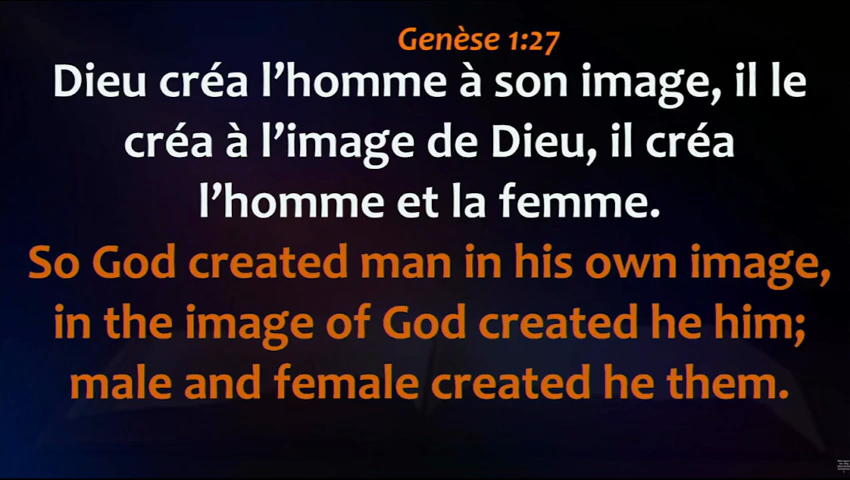 Genèse 1:27
Dieu créa l’homme à son image, il le
créa à l’image de Dieu, il créa
l’homme et la femme.
So God created man in his own image,
in the image of God created he him;
male and female created he them.